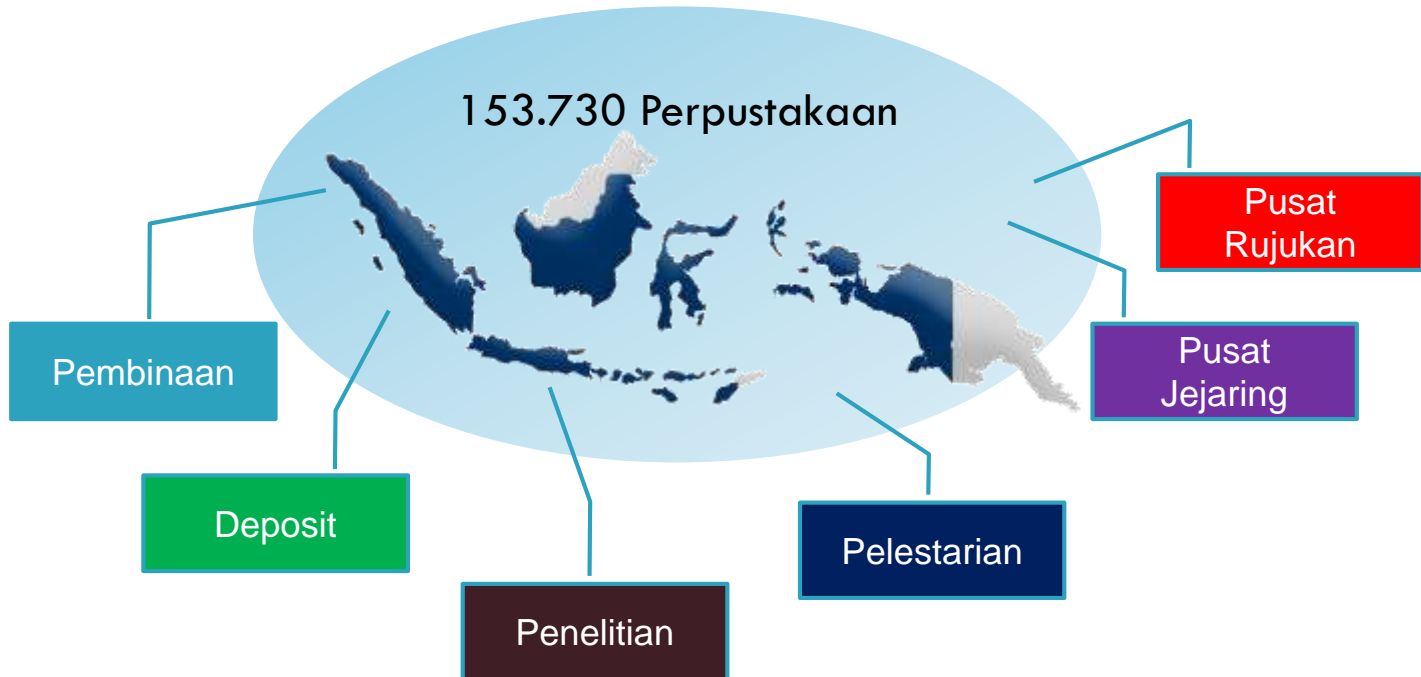 153.730 Perpustakaan
Pusat
Rujukan
Pusat
Jejaring
Pembinaan
Deposit
Pelestarian
Penelitian